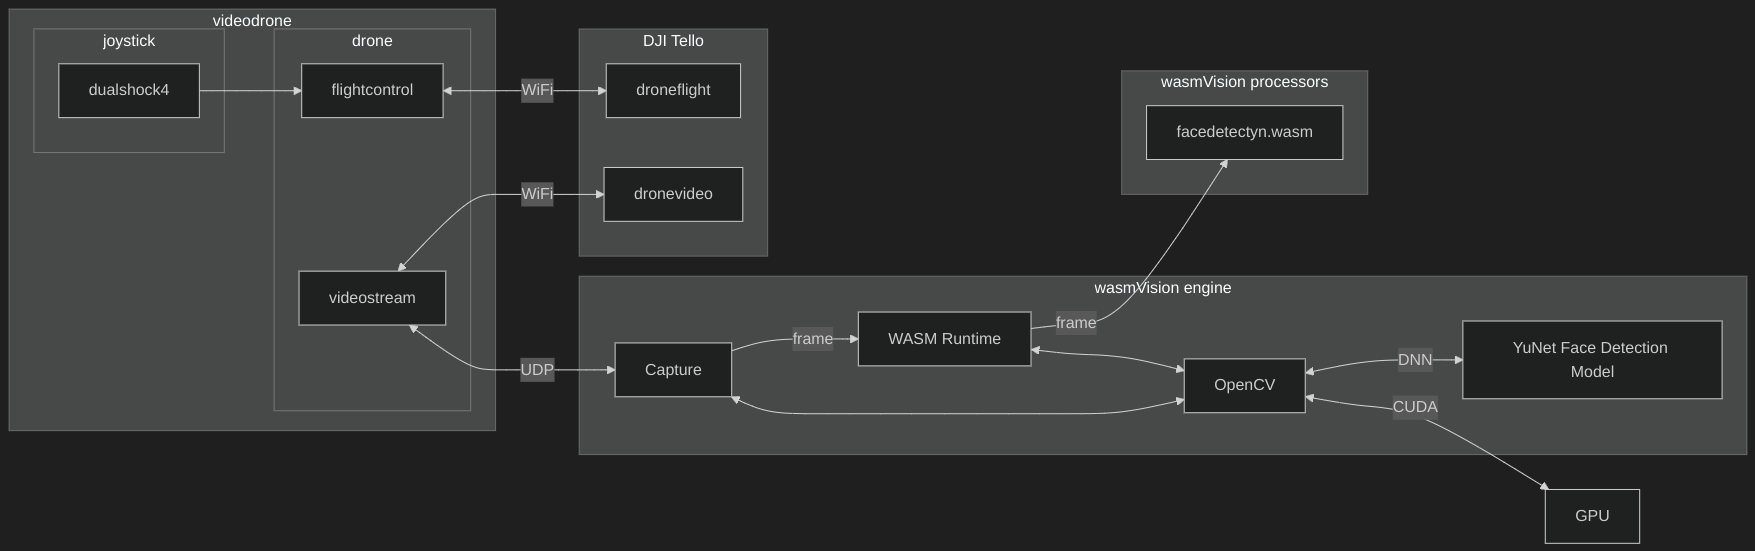 videodrone
joystick
dualshock4
drone
flightcontrol
videostream
WiFi
WiFi
UDP
DJI Tello
droneflight
dronevideo
wasmVision processors
facedetectyn.wasm
wasmVision engine
Capture
frame
WASM Runtime
frame
OpenCV
DNN
CUDA
YuNet Face Detection
Model
GPU